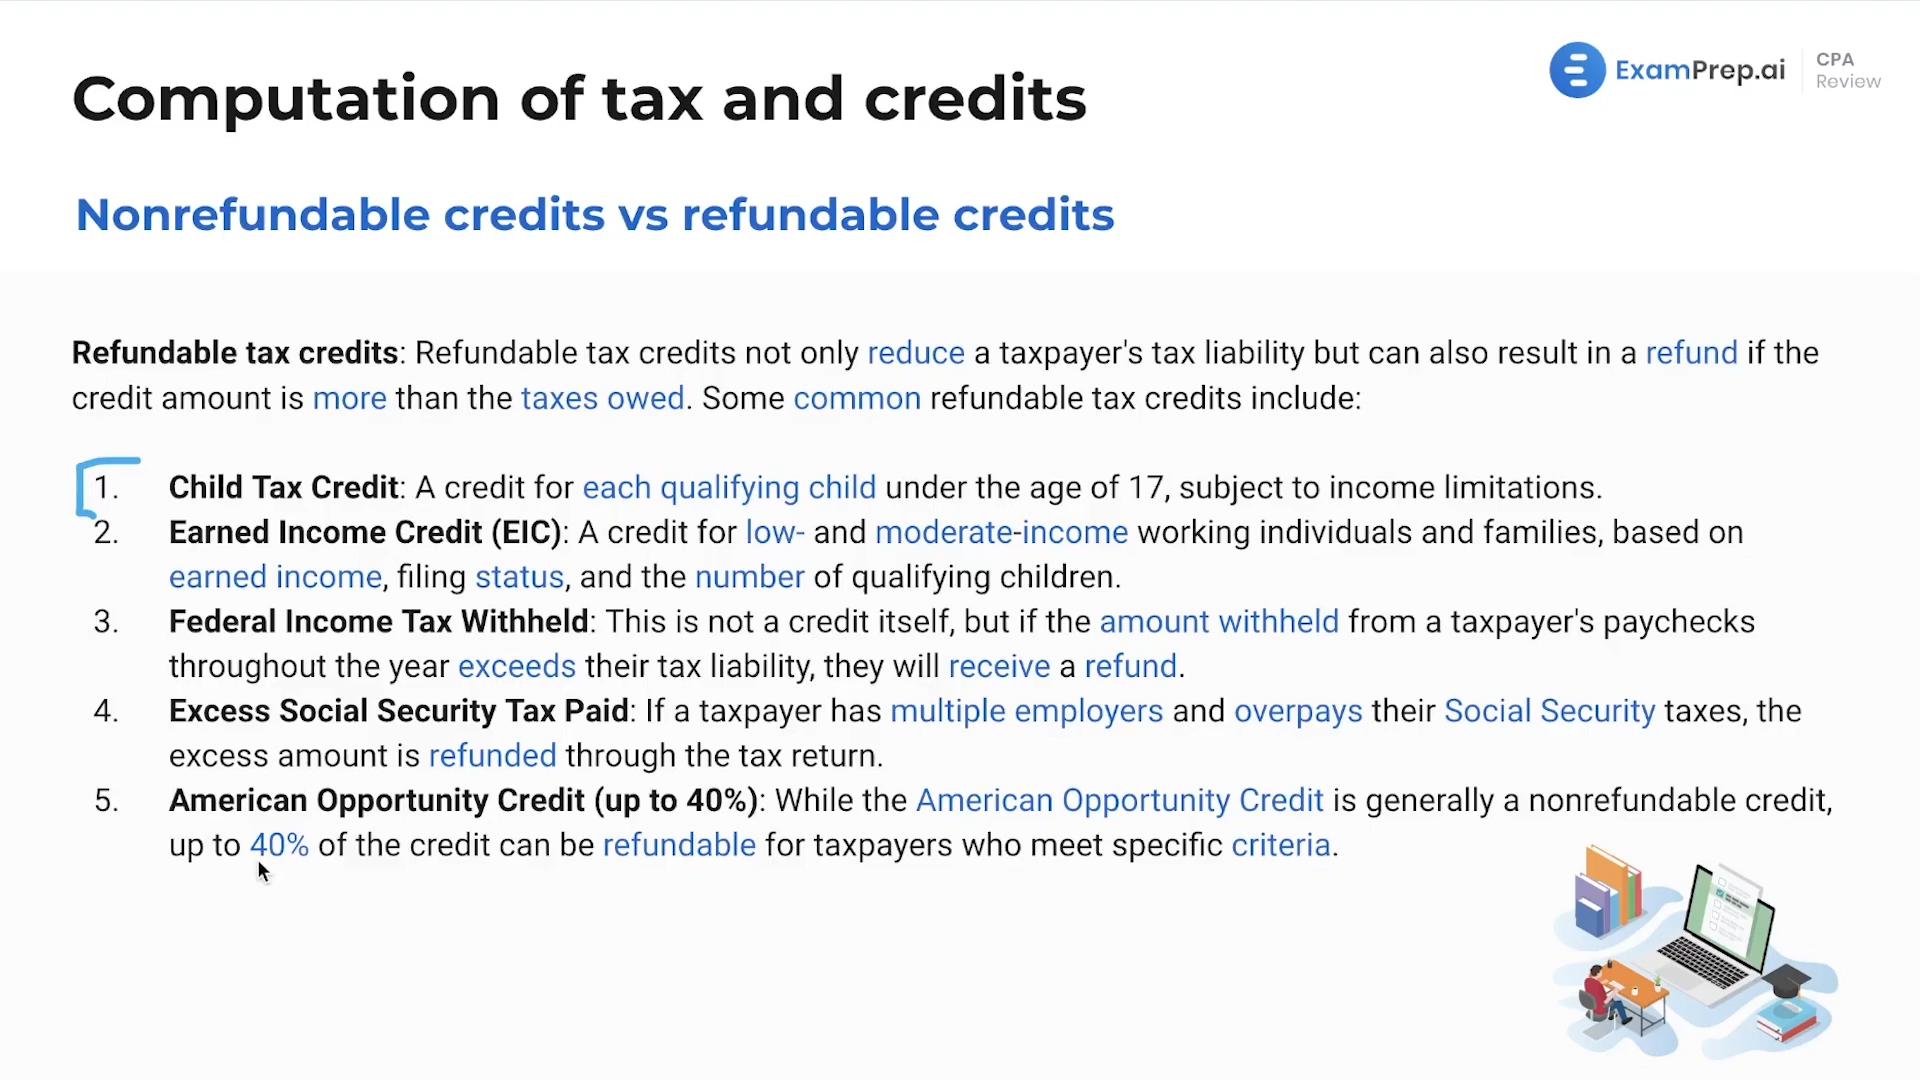 Computation of tax and credits
ExamPrep.ai
CPA
Review
Nonrefundable credits vs refundable credits
Refundable tax credits: Refundable tax credits not only reduce a taxpayer's tax liability but can also result in a refund if the
credit amount is more than the taxes owed. Some common refundable tax credits include:
1. Child Tax Credit: A credit for each qualifying child under the age of 17, subject to income limitations.
2. Earned Income Credit (EIC): A credit for low- and moderate-income working individuals and families, based on
earned income, filing status, and the number of qualifying children.
3. Federal Income Tax Withheld: This is not a credit itself, but if the amount withheld from a taxpayer's paychecks
throughout the year exceeds their tax liability, they will receive a refund.
4. Excess Social Security Tax Paid: If a taxpayer has multiple employers and overpays their Social Security taxes, the
excess amount is refunded through the tax return.
5. American Opportunity Credit (up to 40%): While the American Opportunity Credit is generally a nonrefundable credit,
up to 40% of the credit can be refundable for taxpayers who meet specific criteria.